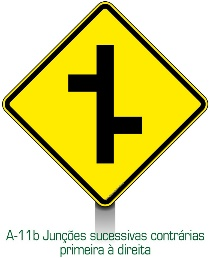 A-11b Junções sucessivas contrárias
primeira à direita